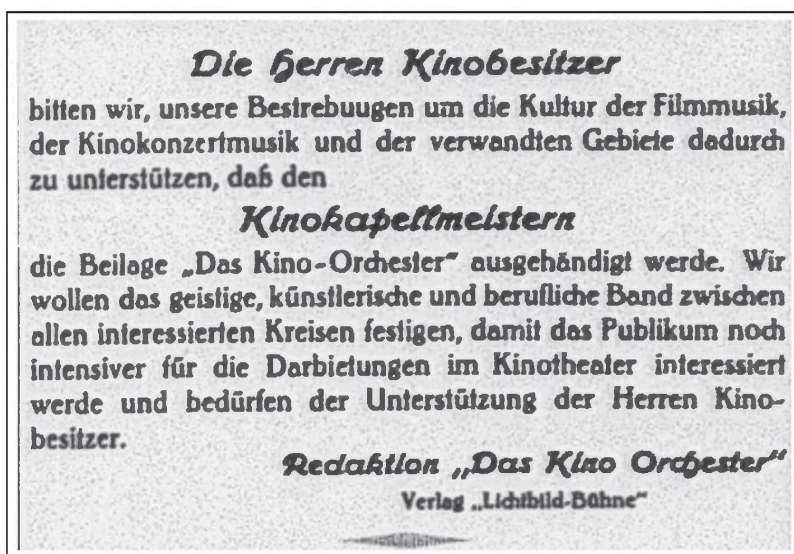 Die Herren Kinobesitzer
bitten wir, unsere Bestrebuugen um die Kultur der Filmmusik,
der Kinokonzertmusik und der verwandten Gebiete dadurch
zu unterstützen, daß den
Kinokapellmeistern
die Beilage „Das Kino-Orchester“ ausgehändigt werde. Wir
wollen das geistige, künstlerische und berufliche Band zwischen
allen interessierten Kreisen festigen, damit das Publikum noch
intensiver für die Darbietungen im Kinotheater interessiert
werde und bedürfen der Unterstützung der Herren Kino-
besitzer.
Redaktion „Das Kino Orchester“
Verlag „Lichtbild-Bühne“